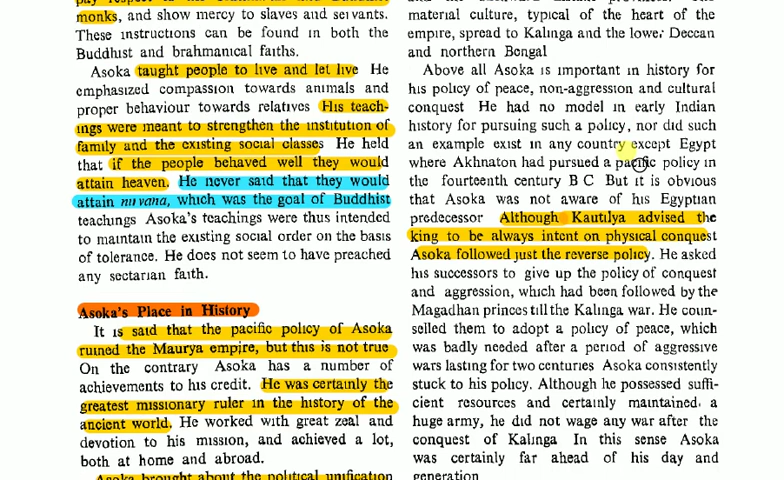 pay respect to the brahmanas and Buddhist
monks, and show mercy to slaves and servants.
These instructions can be found in both the
Buddhist and brahmanical faiths.
Asoka taught people to live and let live He
emphasized compassion towards animals and
proper behaviour towards relatives His teach-
ings were meant to strengthen the institution of
family and the existing social classes He held
that if the people behaved well they would
attain heaven. He never said that they would
attain nirvana, which was the goal of Buddhist
teachings Asoka's teachings were thus intended
to maintain the existing social order on the basis
of tolerance. He does not seem to have preached
any sectarian faith.
Asoka's Place in History
It is said that the pacific policy of Asoka
ruined the Maurya empire, but this is not true
On the contrary Asoka has a number of
achievements to his credit. He was certainly the
greatest missionary ruler in the history of the
ancient world. He worked with great zeal and
devotion to his mission, and achieved a lot,
both at home and abroad.
Asoka brought about the political unification
material culture, typical of the heart of the
empire, spread to Kalinga and the lower Deccan
and northern Bengal
Above all Asoka is important in history for
his policy of peace, non-aggression and cultural
conquest He had no model in early Indian
history for pursuing such a policy, nor did such
an example exist in any country except Egypt
where Akhnaton had pursued a pacific policy in
the fourteenth century B C But it is obvious
that Asoka was not aware of his Egyptian
predecessor Although Kautilya advised the
king to be always intent on physical conquest
Asoka followed just the reverse policy. He asked
his successors to give up the policy of conquest
and aggression, which had been followed by the
Magadhan princes till the Kalinga war. He coun-
selled them to adopt a policy of peace, which
was badly needed after a period of aggressive
wars lasting for two centuries Asoka consistently
stuck to his policy. Although he possessed suffi-
cient resources and certainly maintained a
huge army, he did not wage any war after the
conquest of Kalinga In this sense Asoka
was certainly far ahead of his day and
generation